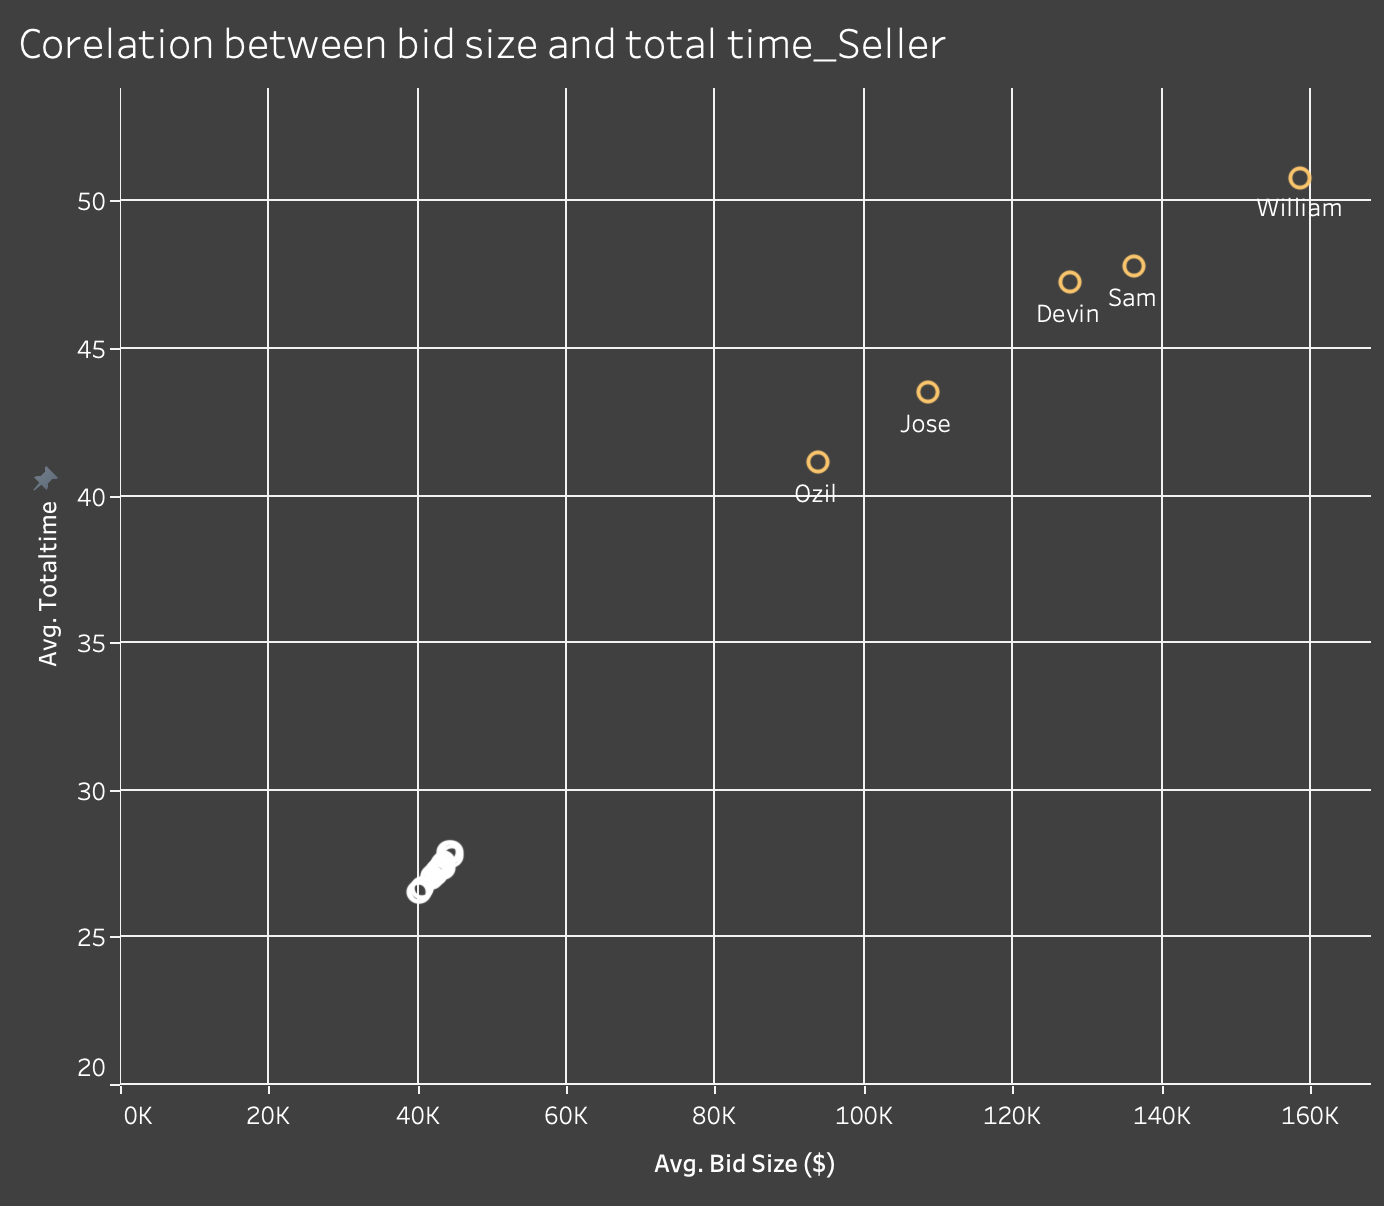 Corelation between bid size and total time_Seller
50
45
40
35
30
25
20
Avg. Totaltime
William
Sam
Devin
Jose
Ozil
0K 20K 40K 60K 80K 100K 120K 140K 160K
Avg. Bid Size ($)